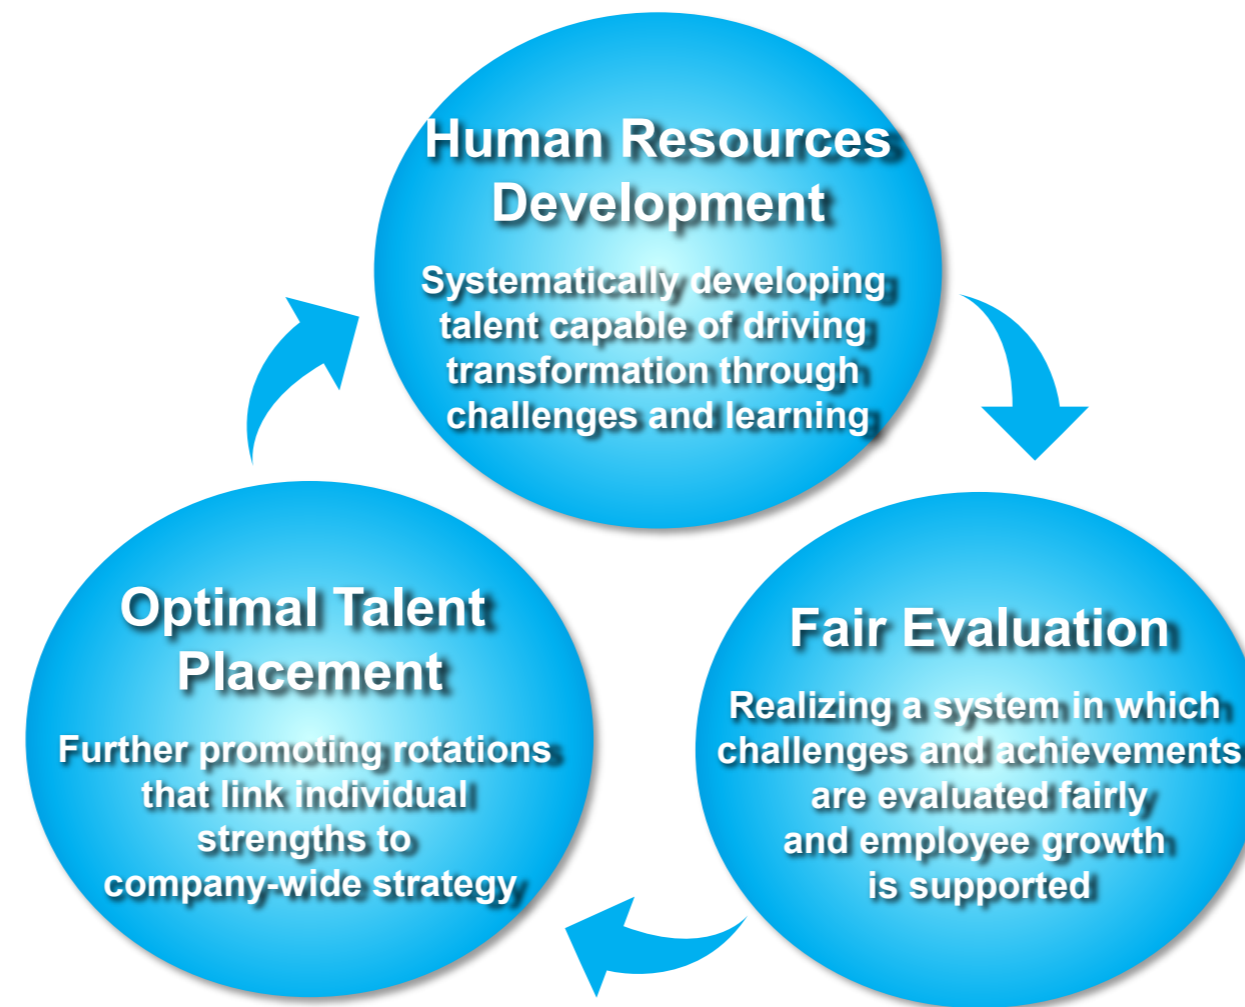 Human Resources
Development
Systematically developing
talent capable of driving
transformation through
challenges and learning
Optimal Talent
Placement
Further promoting rotations
that link individual
strengths to
company-wide strategy
Fair Evaluation
Realizing a system in which
challenges and achievements
are evaluated fairly
and employee growth
is supported